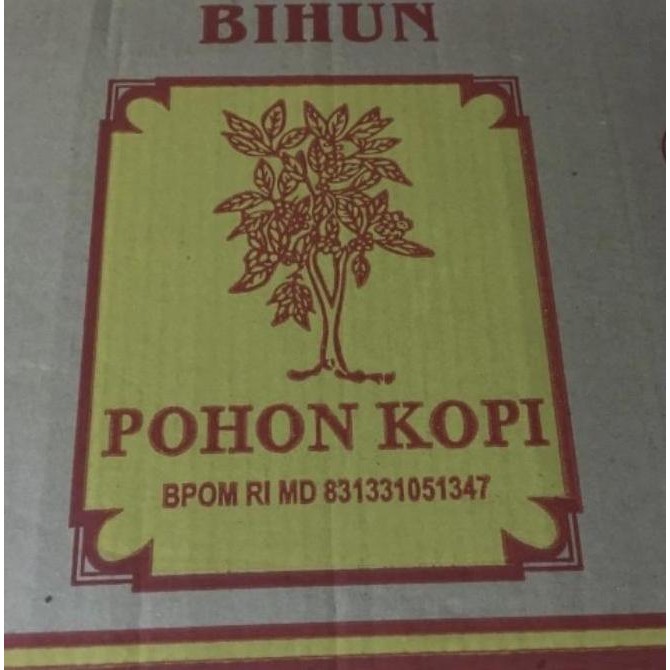 BIHUN
POHON KOPI
BPOM RI MD 831331051347